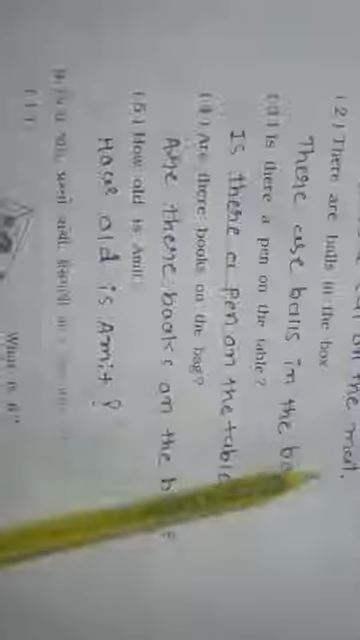 on the mat.
(2) There are balls in the box
There are balls in the bo
(3) Is there a pen on the table?
Is there a pen on the table
(4) Are there books on the bag?
Are there books on the b
(5) How old is Amit
How old is Amit ?
What is it?